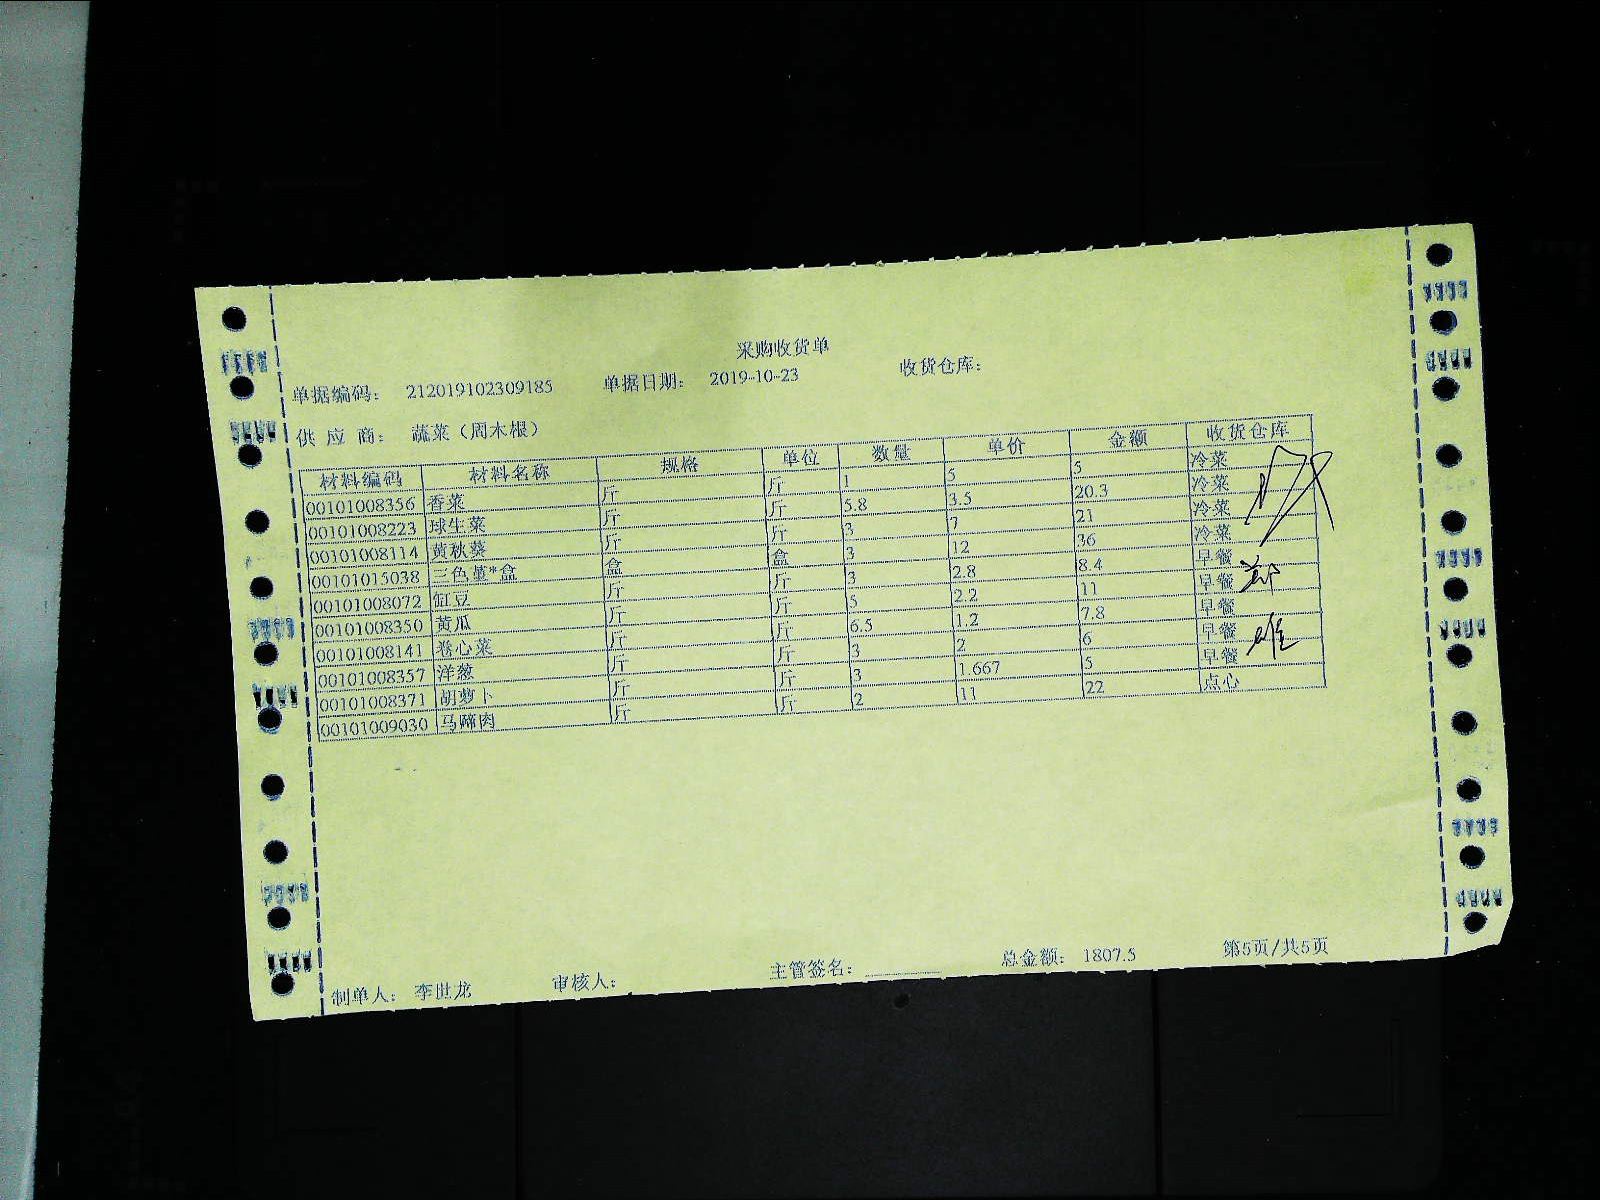 采购收货单
单据编码： 212019102309185 单据日期： 2019-10-23 收货仓库：
供 应 商： 蔬菜（周木根）
材料编码 材料名称 规格 单位 数量 单价 金额 收货仓库
00101008356 香菜 斤 斤 1 5 5 冷菜
00101008223 球生菜 斤 斤 5.8 3.5 20.3 冷菜
00101008114 黄秋葵 斤 斤 3 7 21 冷菜
00101015038 三色堇*盒 盒 盒 3 12 36 冷菜
00101008072 缸豆 斤 斤 3 2.8 8.4 早餐
00101008350 黄瓜 斤 斤 5 2.2 11 早餐
00101008141 卷心菜 斤 斤 6.5 1.2 7.8 早餐
00101008357 洋葱 斤 斤 3 2 6 早餐
00101008371 胡萝卜 斤 斤 3 1.667 5 早餐
00101009030 马蹄肉 斤 斤 2 11 22 点心
制单人： 李世龙 审核人： 主管签名： 总金额： 1807.5 第5页/共5页